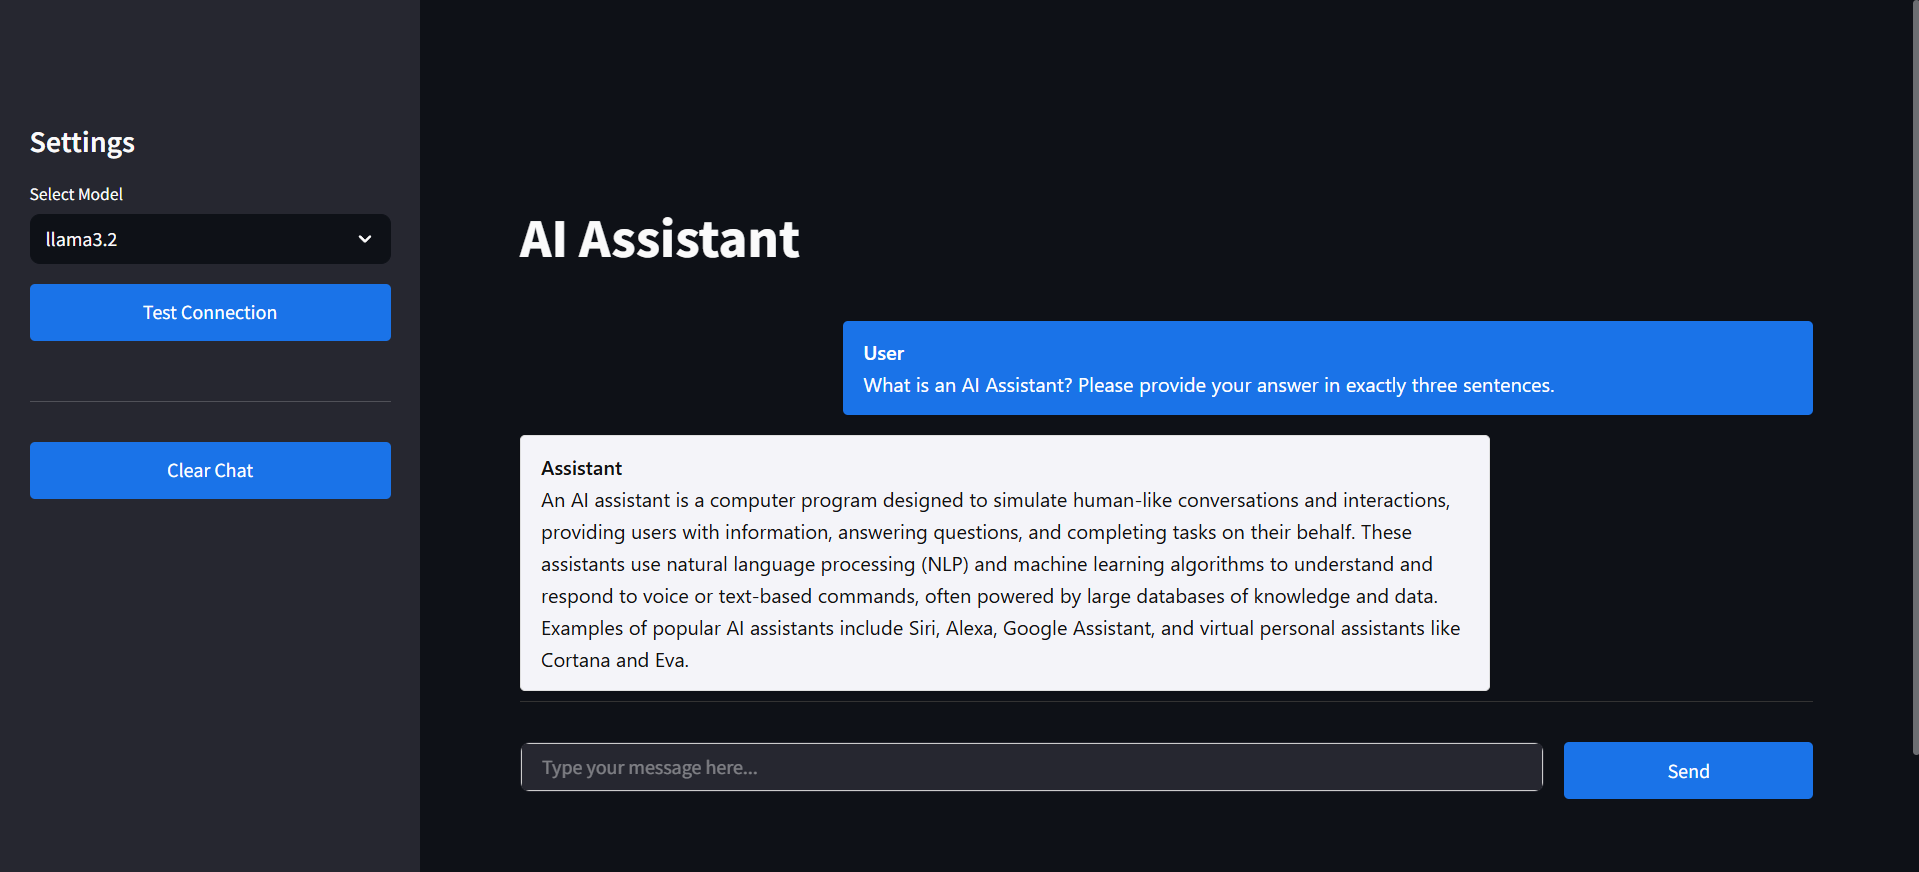 Settings
Select Model
llama3.2
Test Connection
Clear Chat
AI Assistant
User
What is an AI Assistant? Please provide your answer in exactly three sentences.
Assistant
An AI assistant is a computer program designed to simulate human-like conversations and interactions,
providing users with information, answering questions, and completing tasks on their behalf. These
assistants use natural language processing (NLP) and machine learning algorithms to understand and
respond to voice or text-based commands, often powered by large databases of knowledge and data.
Examples of popular AI assistants include Siri, Alexa, Google Assistant, and virtual personal assistants like
Cortana and Eva.
Type your message here...
Send